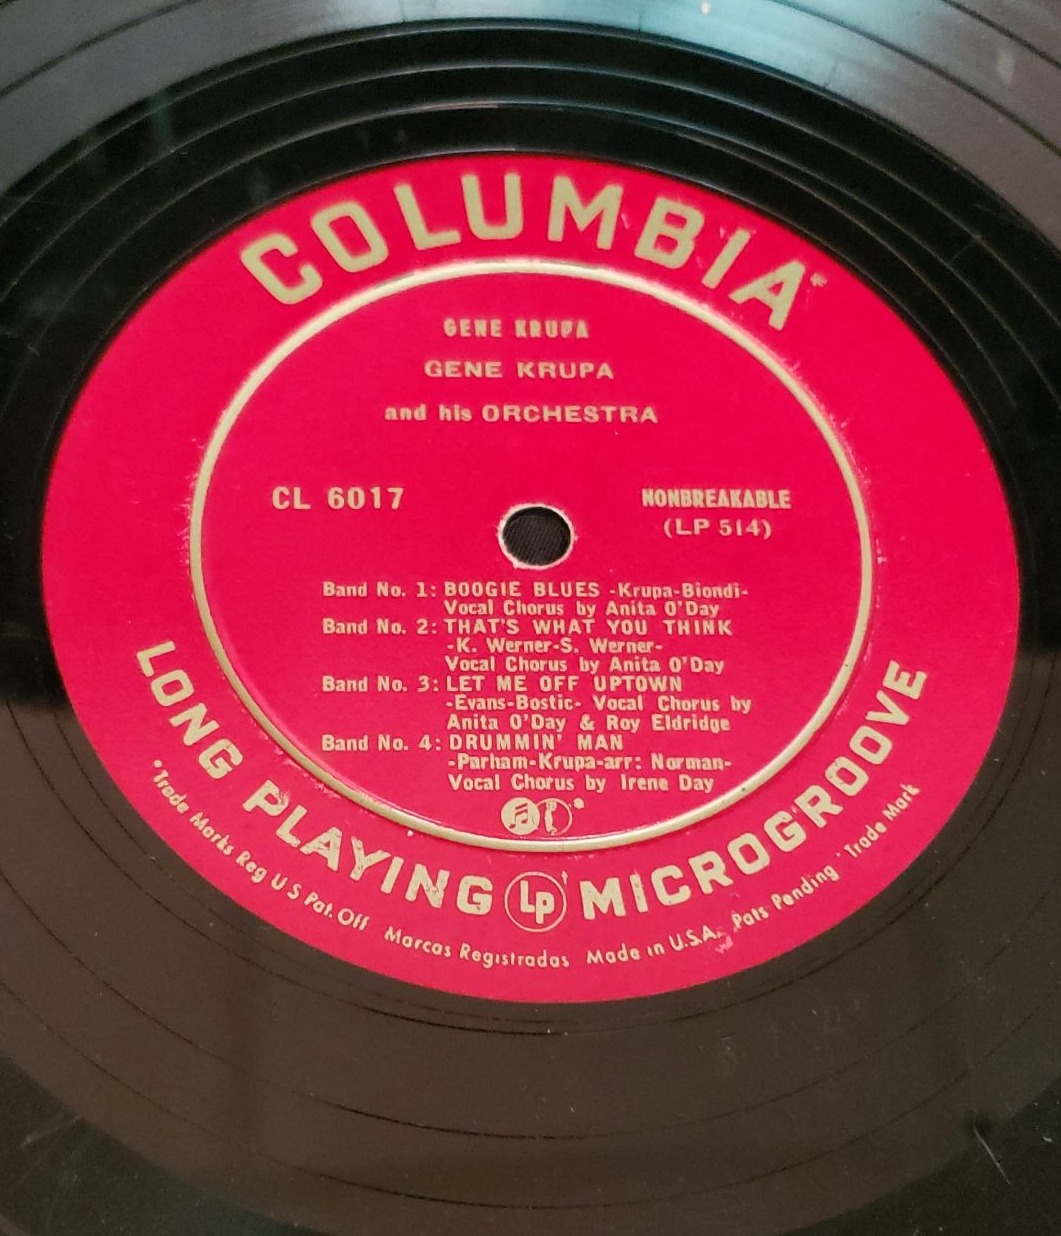 COLUMBIA*
GENE KRUPA
GENE KRUPA
and his ORCHESTRA
CL 6017
NONBREAKABLE
(LP 514)
Band No. 1: BOOGIE BLUES -Krupa-Biondi-
Vocal Chorus by Anita O'Day
Band No. 2: THAT'S WHAT YOU THINK
-K. Werner-S. Werner-
Vocal Chorus by Anita O'Day
Band No. 3: LET ME OFF UPTOWN
-Evans-Bostic- Vocal Chorus by
Anita O'Day & Roy Eldridge
Band No. 4: DRUMMIN' MAN
-Parham-Krupa-arr: Norman-
Vocal Chorus by Irene Day
LONG PLAYING LP† MICROGROOVE
*Trade Marks Reg U S Pat. Off Marcas Registradas Made in U.S.A. Pats Pending †Trade Mark